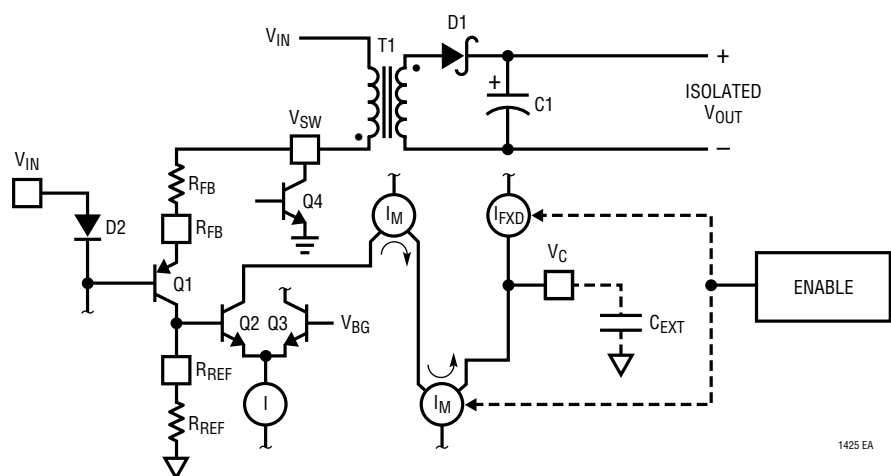 D1
V_IN
T1
+
+
ISOLATED
V_OUT
C1
V_SW
–
V_IN
R_FB
Q4
D2
R_FB
I_M
I_FXD
V_C
Q1
ENABLE
Q2
Q3
V_BG
C_EXT
R_REF
I
I_M
R_REF
1425 EA